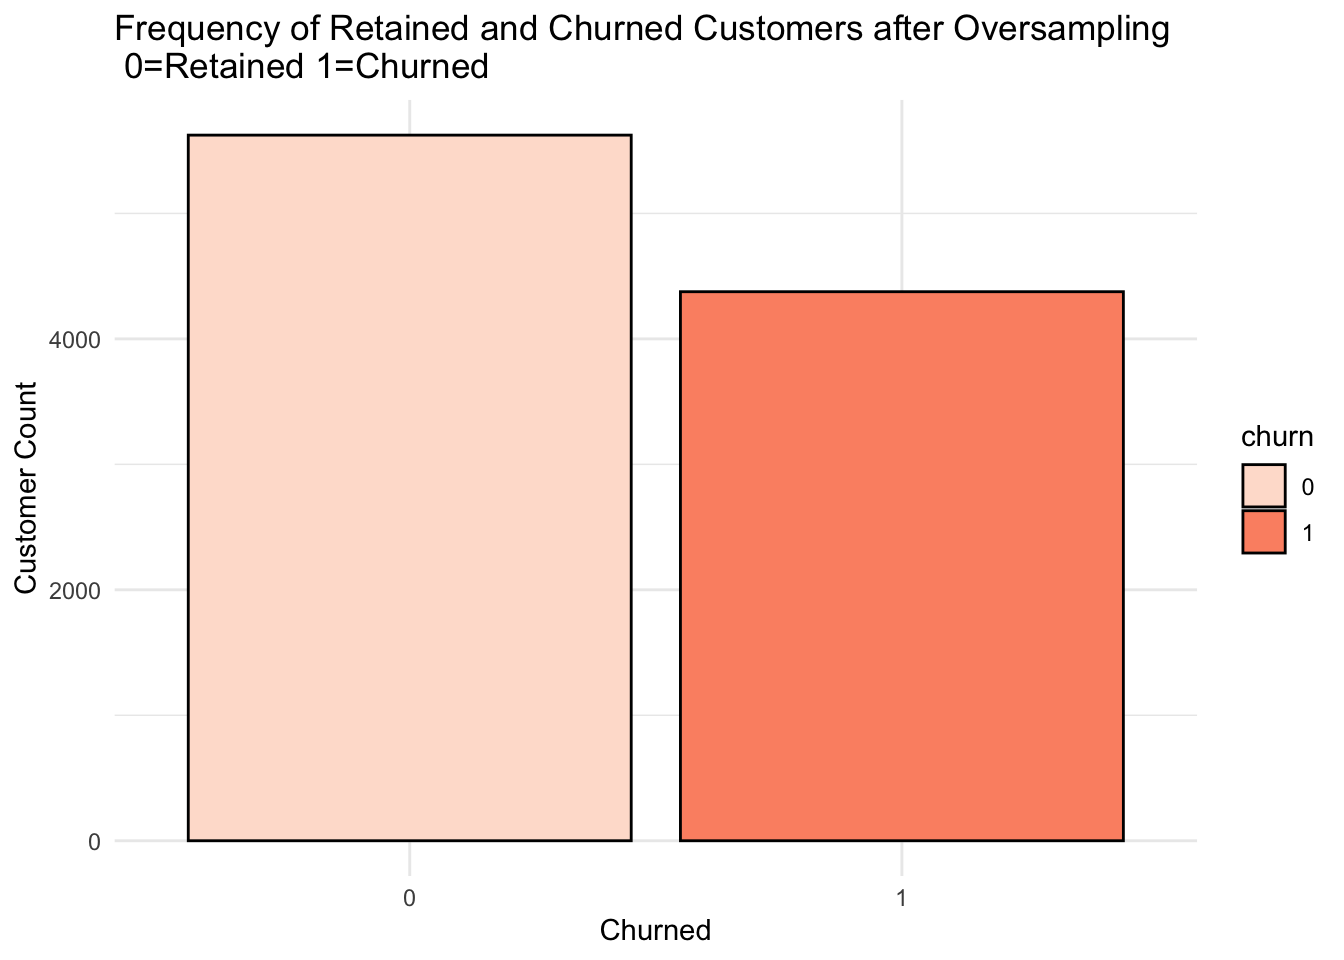 Frequency of Retained and Churned Customers after Oversampling
0=Retained 1=Churned
4000
2000
0
Customer Count
0
1
Churned
churn
0
1